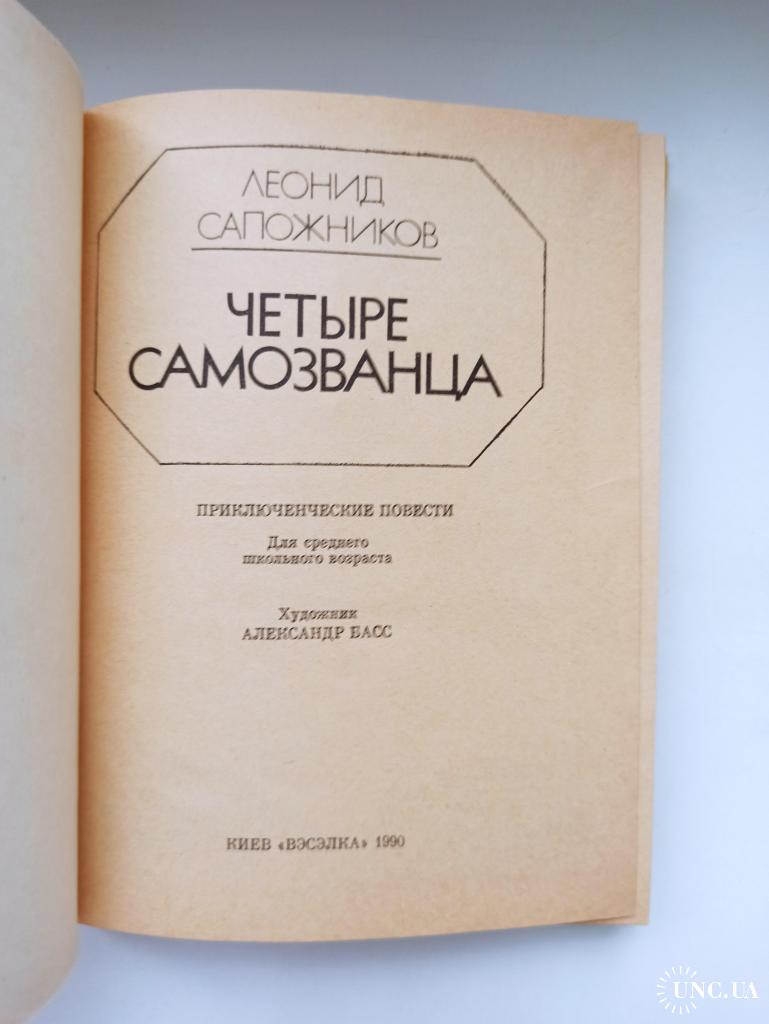 ЛЕОНИД
САПОЖНИКОВ
ЧЕТЫРЕ
САМОЗВАНЦА
ПРИКЛЮЧЕНЧЕСКИЕ ПОВЕСТИ
Для среднего
школьного возраста
Художник
АЛЕКСАНДР БАСС
КИЕВ «ВЭСЭЛКА» 1990
UNC.UA